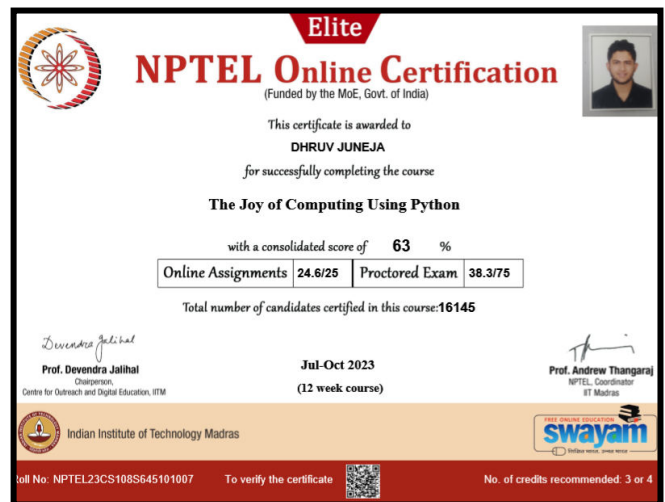 Elite
NPTEL Online Certification
(Funded by the MoE, Govt. of India)
This certificate is awarded to
DHRUV JUNEJA
for successfully completing the course
The Joy of Computing Using Python
with a consolidated score of 63 %
Online Assignments 24.6/25 Proctored Exam 38.3/75
Total number of candidates certified in this course:16145
Devendra Jalihal
Prof. Devendra Jalihal
Chairperson,
Centre for Outreach and Digital Education, IITM
Jul-Oct 2023
(12 week course)
Prof. Andrew Thangaraj
NPTEL, Coordinator
IIT Madras
Indian Institute of Technology Madras
FREE ONLINE EDUCATION
swayam
शिक्षित भारत, उन्नत भारत
Roll No: NPTEL23CS108S645101007 To verify the certificate No. of credits recommended: 3 or 4